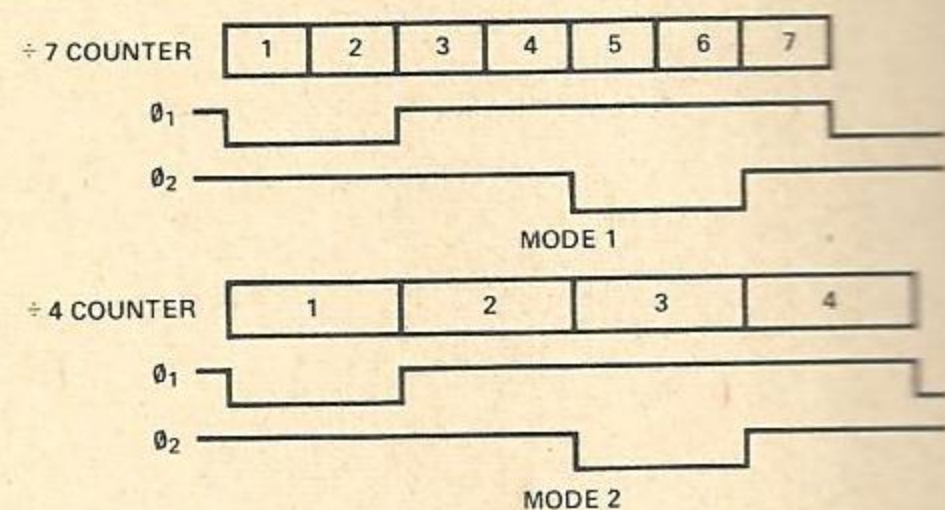 ÷ 7 COUNTER 1 2 3 4 5 6 7
Ø1
Ø2
MODE 1
÷ 4 COUNTER 1 2 3 4
Ø1
Ø2
MODE 2